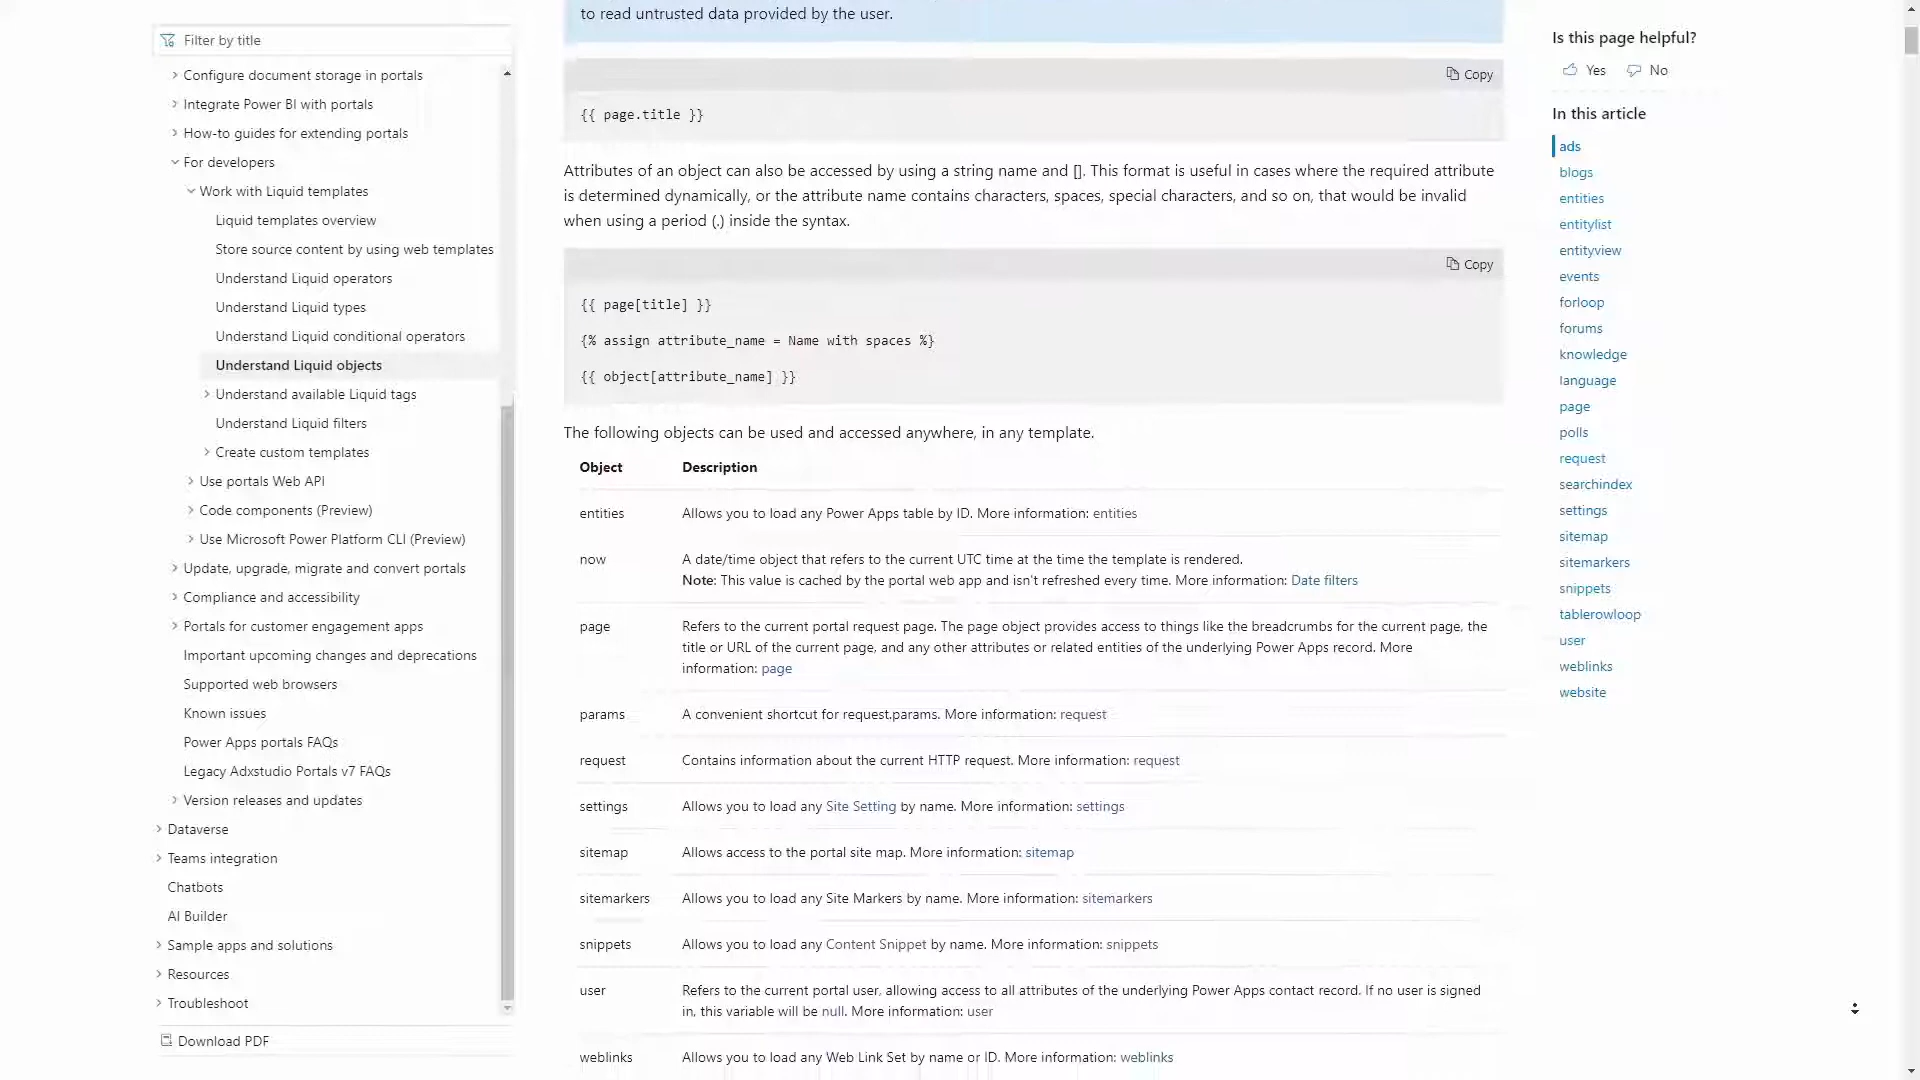 to read untrusted data provided by the user.
Filter by title
Configure document storage in portals
Integrate Power BI with portals
How-to guides for extending portals
For developers
Work with Liquid templates
Liquid templates overview
Store source content by using web templates
Understand Liquid operators
Understand Liquid types
Understand Liquid conditional operators
Understand Liquid objects
Understand available Liquid tags
Understand Liquid filters
Create custom templates
Use portals Web API
Code components (Preview)
Use Microsoft Power Platform CLI (Preview)
Update, upgrade, migrate and convert portals
Compliance and accessibility
Portals for customer engagement apps
Important upcoming changes and deprecations
Supported web browsers
Known issues
Power Apps portals FAQs
Legacy Adxstudio Portals v7 FAQs
Version releases and updates
Dataverse
Teams integration
Chatbots
AI Builder
Sample apps and solutions
Resources
Troubleshoot
Download PDF
Copy
{{ page.title }}
Attributes of an object can also be accessed by using a string name and []. This format is useful in cases where the required attribute
is determined dynamically, or the attribute name contains characters, spaces, special characters, and so on, that would be invalid
when using a period (.) inside the syntax.
Copy
{{ page[title] }}
{% assign attribute_name = Name with spaces %}
{{ object[attribute_name] }}
The following objects can be used and accessed anywhere, in any template.
Object Description
entities Allows you to load any Power Apps table by ID. More information: entities
now A date/time object that refers to the current UTC time at the time the template is rendered.
Note: This value is cached by the portal web app and isn't refreshed every time. More information: Date filters
page Refers to the current portal request page. The page object provides access to things like the breadcrumbs for the current page, the
title or URL of the current page, and any other attributes or related entities of the underlying Power Apps record. More
information: page
params A convenient shortcut for request.params. More information: request
request Contains information about the current HTTP request. More information: request
settings Allows you to load any Site Setting by name. More information: settings
sitemap Allows access to the portal site map. More information: sitemap
sitemarkers Allows you to load any Site Markers by name. More information: sitemarkers
snippets Allows you to load any Content Snippet by name. More information: snippets
user Refers to the current portal user, allowing access to all attributes of the underlying Power Apps contact record. If no user is signed
in, this variable will be null. More information: user
weblinks Allows you to load any Web Link Set by name or ID. More information: weblinks
Is this page helpful?
Yes No
In this article
ads
blogs
entities
entitylist
entityview
events
forloop
forums
knowledge
language
page
polls
request
searchindex
settings
sitemap
sitemarkers
snippets
tablerowloop
user
weblinks
website